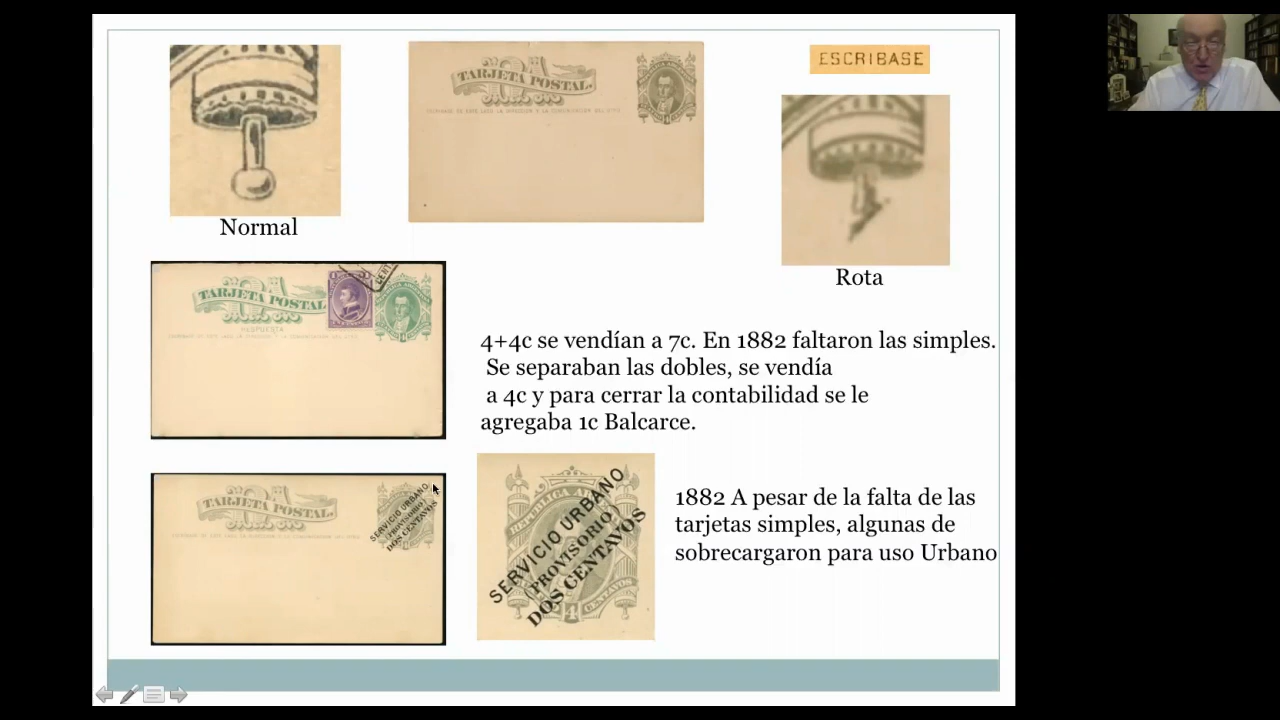 Normal
TARJETA POSTAL.
4
ESCRIBASE
Rota
TARJETA POSTAL
RESPUESTA
4
4+4c se vendían a 7c. En 1882 faltaron las simples.
Se separaban las dobles, se vendía
a 4c y para cerrar la contabilidad se le
agregaba 1c Balcarce.
TARJETA POSTAL.
SERVICIO URBANO
(PROVISORIO)
DOS CENTAVOS
REPUBLICA
SERVICIO URBANO
(PROVISORIO)
DOS CENTAVOS
4 CENTAVOS
1882 A pesar de la falta de las
tarjetas simples, algunas de
sobrecargaron para uso Urbano